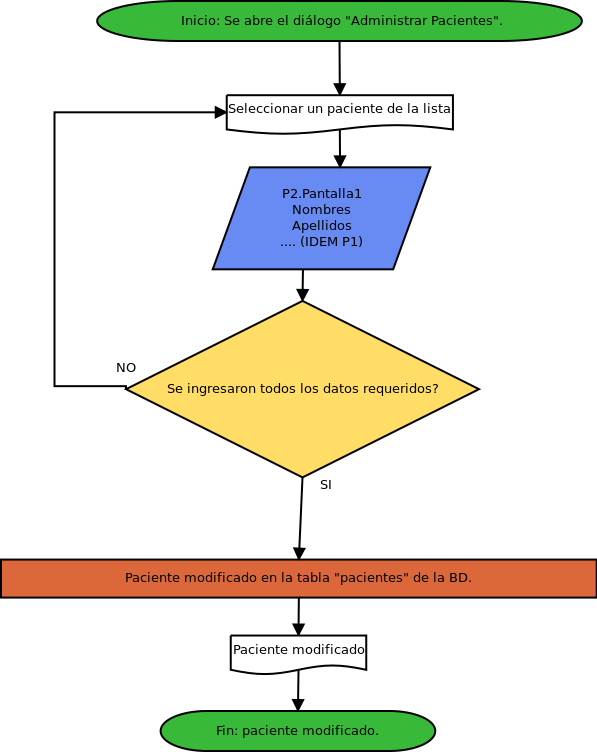 Inicio: Se abre el diálogo "Administrar Pacientes".
Seleccionar un paciente de la lista
P2.Pantalla1
Nombres
Apellidos
.... (IDEM P1)
NO
Se ingresaron todos los datos requeridos?
SI
Paciente modificado en la tabla "pacientes" de la BD.
Paciente modificado
Fin: paciente modificado.